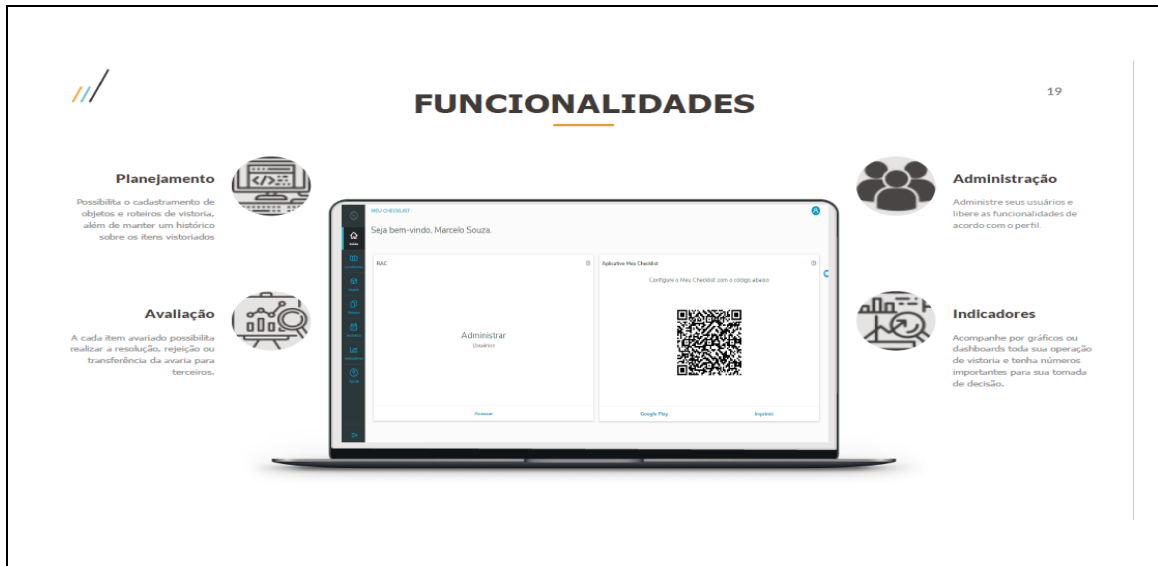 FUNCIONALIDADES
19
Planejamento
Possibilita o cadastramento de
objetos e roteiros de vistoria,
além de manter um histórico
sobre os itens vistoriados
Avaliação
A cada item avariado possibilita
realizar a resolução, rejeição ou
transferência da avaria para
terceiros.
MEU CHECKLIST
Seja bem-vindo, Marcelo Souza.
RAC
Administrar
Usuários
Acessar
Aplicativo Meu Checklist
Configure o Meu Checklist com o código abaixo
Google Play
Imprimir
Administração
Administre seus usuários e
libere as funcionalidades de
acordo com o perfil.
Indicadores
Acompanhe por gráficos ou
dashboards toda sua operação
de vistoria e tenha números
importantes para sua tomada
de decisão.